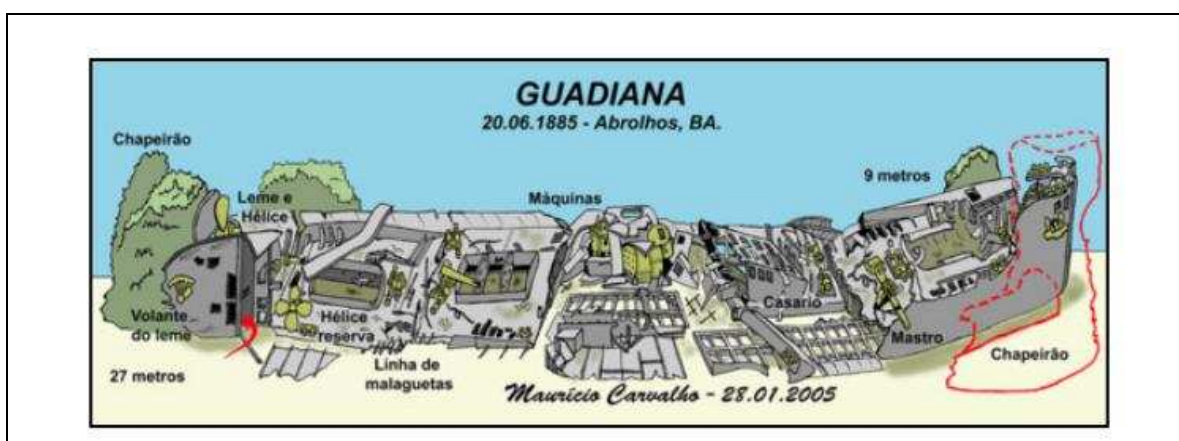 GUADIANA
20.06.1885 - Abrolhos, BA.
Chapeirão
Leme e
Hélice
Màquinas
9 metros
Volante
do leme
Hélice
reserva
Casario
Mastro
Chapeirão
27 metros
Linha de
malaguetas
Maurício Carvalho - 28.01.2005